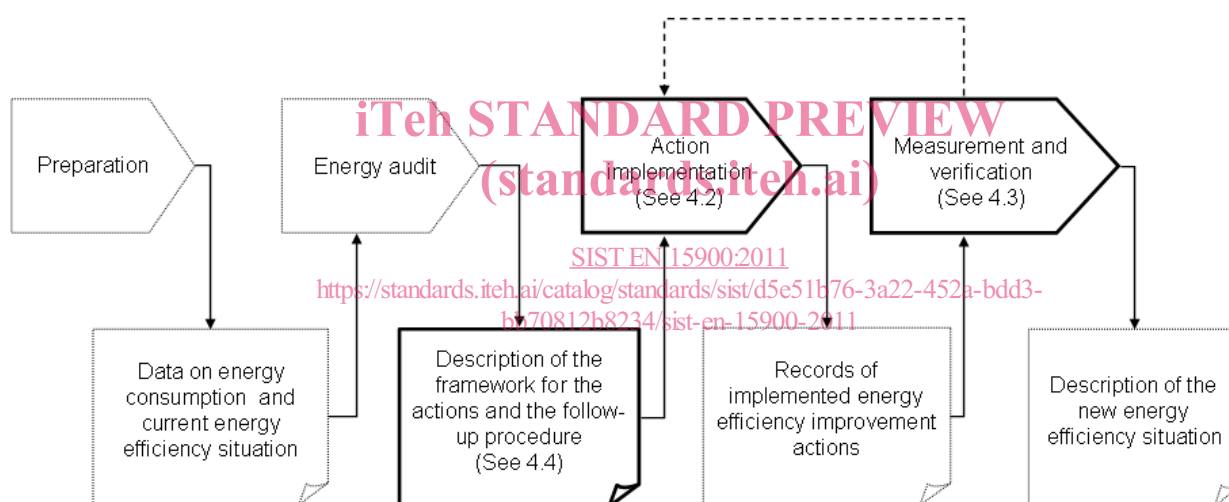 iTeh STANDARD PREVIEW
(standards.iteh.ai)
Preparation
Energy audit
Action
implementation
(See 4.2)
Measurement and
verification
(See 4.3)
SIST EN 15900:2011
https://standards.iteh.ai/catalog/standards/sist/d5e51b76-3a22-452a-bdd3-
bb70812b8234/sist-en-15900-2011
Data on energy
consumption and
current energy
efficiency situation
Description of the
framework for the
actions and the follow-
up procedure
(See 4.4)
Records of
implemented energy
efficiency improvement
actions
Description of the
new energy
efficiency situation